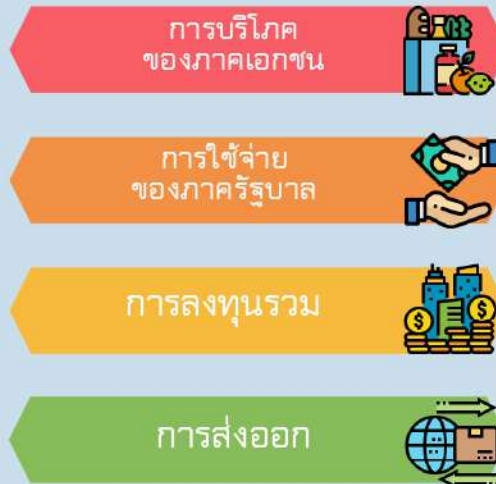 การบริโภค
ของภาคเอกชน
การใช้จ่าย
ของภาครัฐบาล
การลงทุนรวม
การส่งออก